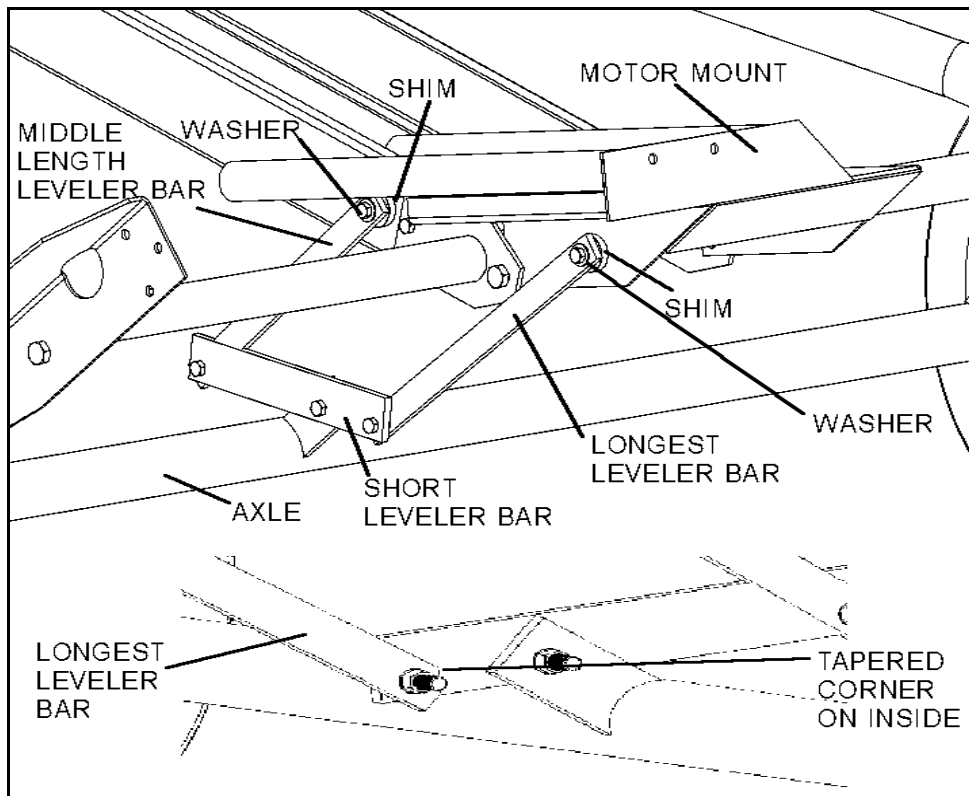 SHIM
MOTOR MOUNT
WASHER
MIDDLE
LENGTH
LEVELER BAR
SHIM
WASHER
LONGEST
LEVELER BAR
SHORT
LEVELER BAR
AXLE
LONGEST
LEVELER
BAR
TAPERED
CORNER
ON INSIDE